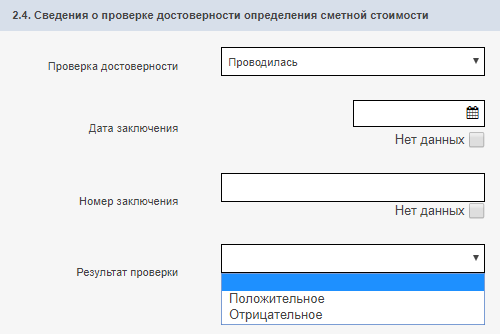 2.4. Сведения о проверке достоверности определения сметной стоимости
Проверка достоверности
Проводилась
Дата заключения
Нет данных
Номер заключения
Нет данных
Результат проверки
Положительное
Отрицательное